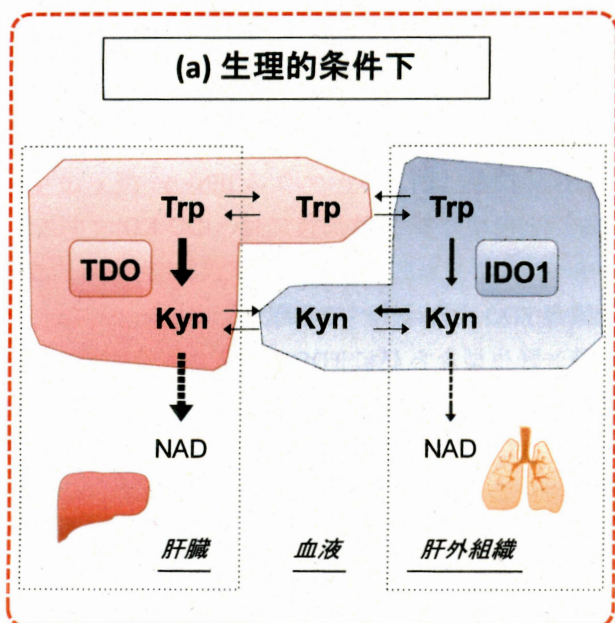 (a) 生理的条件下
Trp Trp Trp
TDO IDO1
Kyn Kyn Kyn
NAD NAD
肝臓 血液 肝外組織